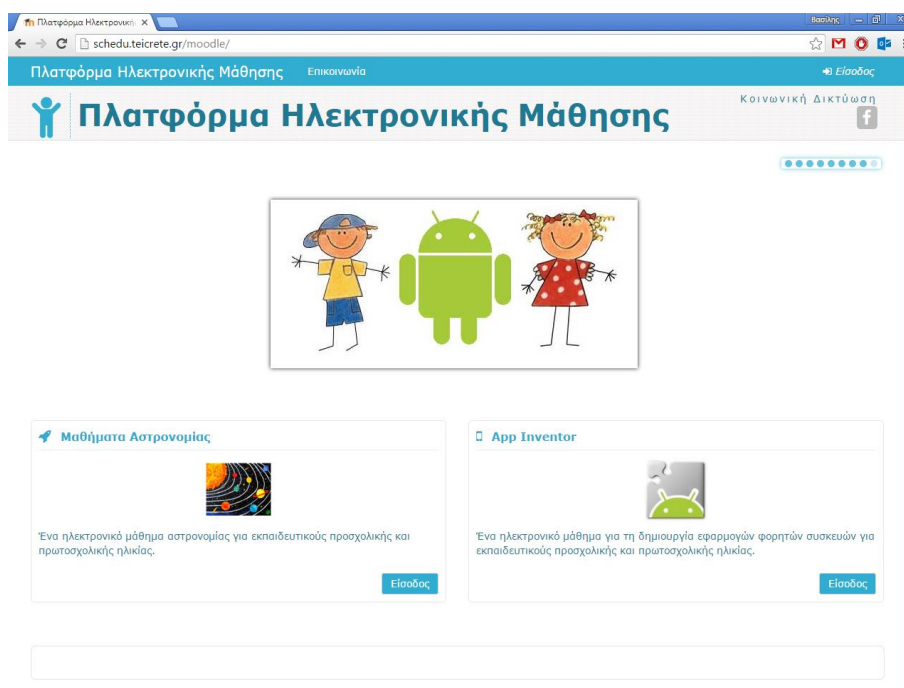 Πλατφόρμα Ηλεκτρονικής
Βασίλης
schedu.teicrete.gr/moodle/
Πλατφόρμα Ηλεκτρονικής Μάθησης Επικοινωνία Είσοδος
Πλατφόρμα Ηλεκτρονικής Μάθησης
Κοινωνική Δικτύωση
Μαθήματα Αστρονομίας
Ένα ηλεκτρονικό μάθημα αστρονομίας για εκπαιδευτικούς προσχολικής και
πρωτοσχολικής ηλικίας.
Είσοδος
App Inventor
Ένα ηλεκτρονικό μάθημα για τη δημιουργία εφαρμογών φορητών συσκευών για
εκπαιδευτικούς προσχολικής και πρωτοσχολικής ηλικίας.
Είσοδος